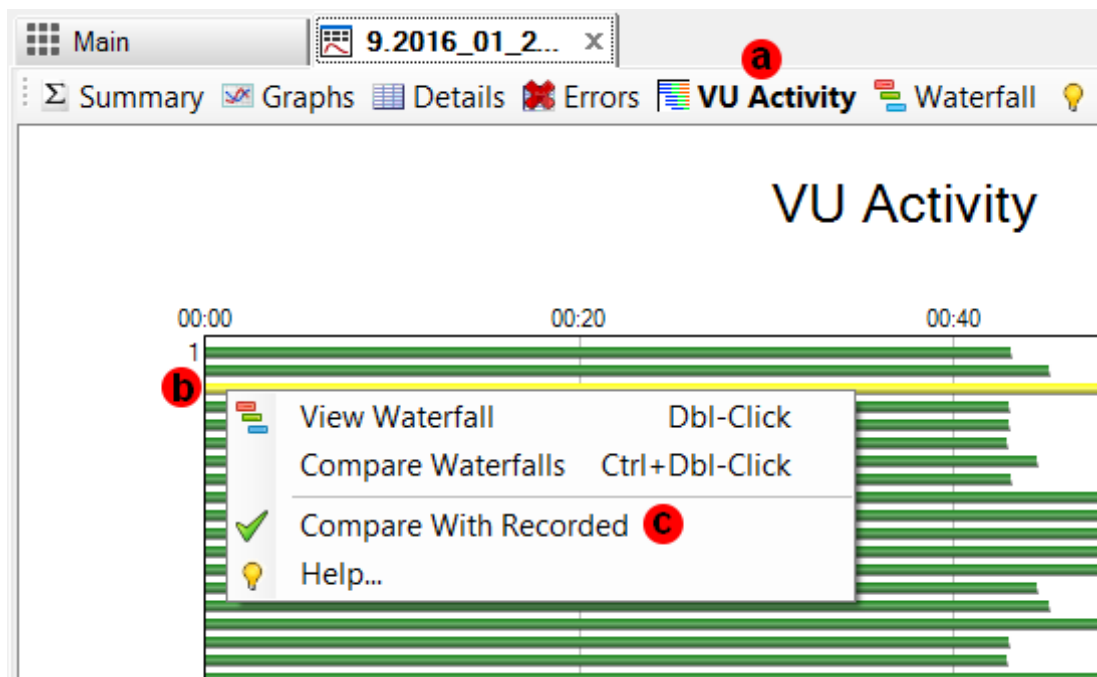 Main 9.2016_01_2... x
a
Σ Summary Graphs Details Errors VU Activity Waterfall
VU Activity
00:00 00:20 00:40
1
b
View Waterfall Dbl-Click
Compare Waterfalls Ctrl+Dbl-Click
Compare With Recorded c
Help...